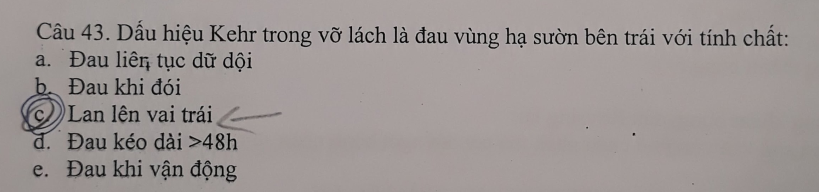 Câu 43. Dấu hiệu Kehr trong vỡ lách là đau vùng hạ sườn bên trái với tính chất:
a. Đau liên tục dữ dội
b. Đau khi đói
c. Lan lên vai trái
d. Đau kéo dài >48h
e. Đau khi vận động